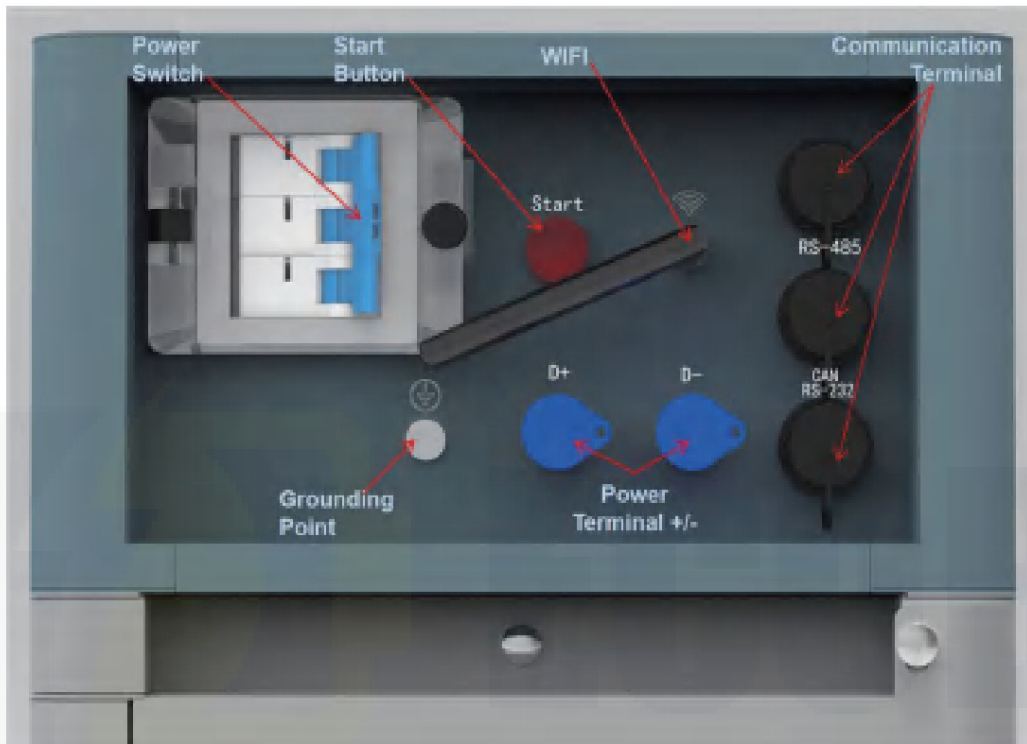 Power
Switch
Start
Button
WIFI
Communication
Terminal
Start
RS-485
CAN
RS-232
D+
D-
Grounding
Point
Power
Terminal +/-